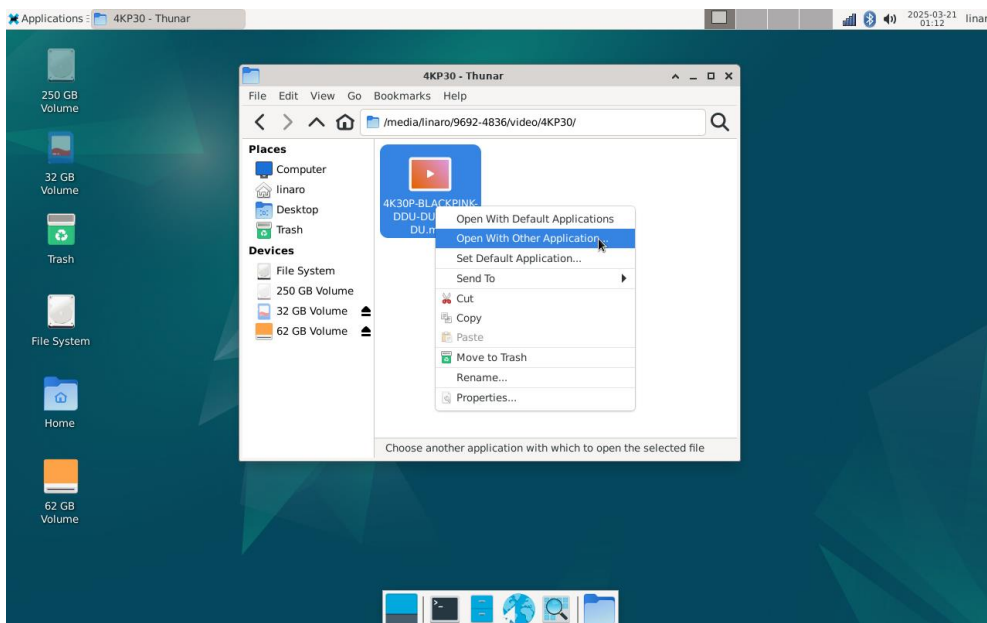 Applications
4KP30 - Thunar
2025-03-21
01:12
linar
250 GB
Volume
32 GB
Volume
Trash
File System
Home
62 GB
Volume
4KP30 - Thunar
File Edit View Go Bookmarks Help
/media/linaro/9692-4836/video/4KP30/
Places
Computer
linaro
Desktop
Trash
Devices
File System
250 GB Volume
32 GB Volume
62 GB Volume
4K30P-BLACKPINK-
DDU-DU
DU.m
Open With Default Applications
Open With Other Application...
Set Default Application...
Send To
Cut
Copy
Paste
Move to Trash
Rename...
Properties...
Choose another application with which to open the selected file